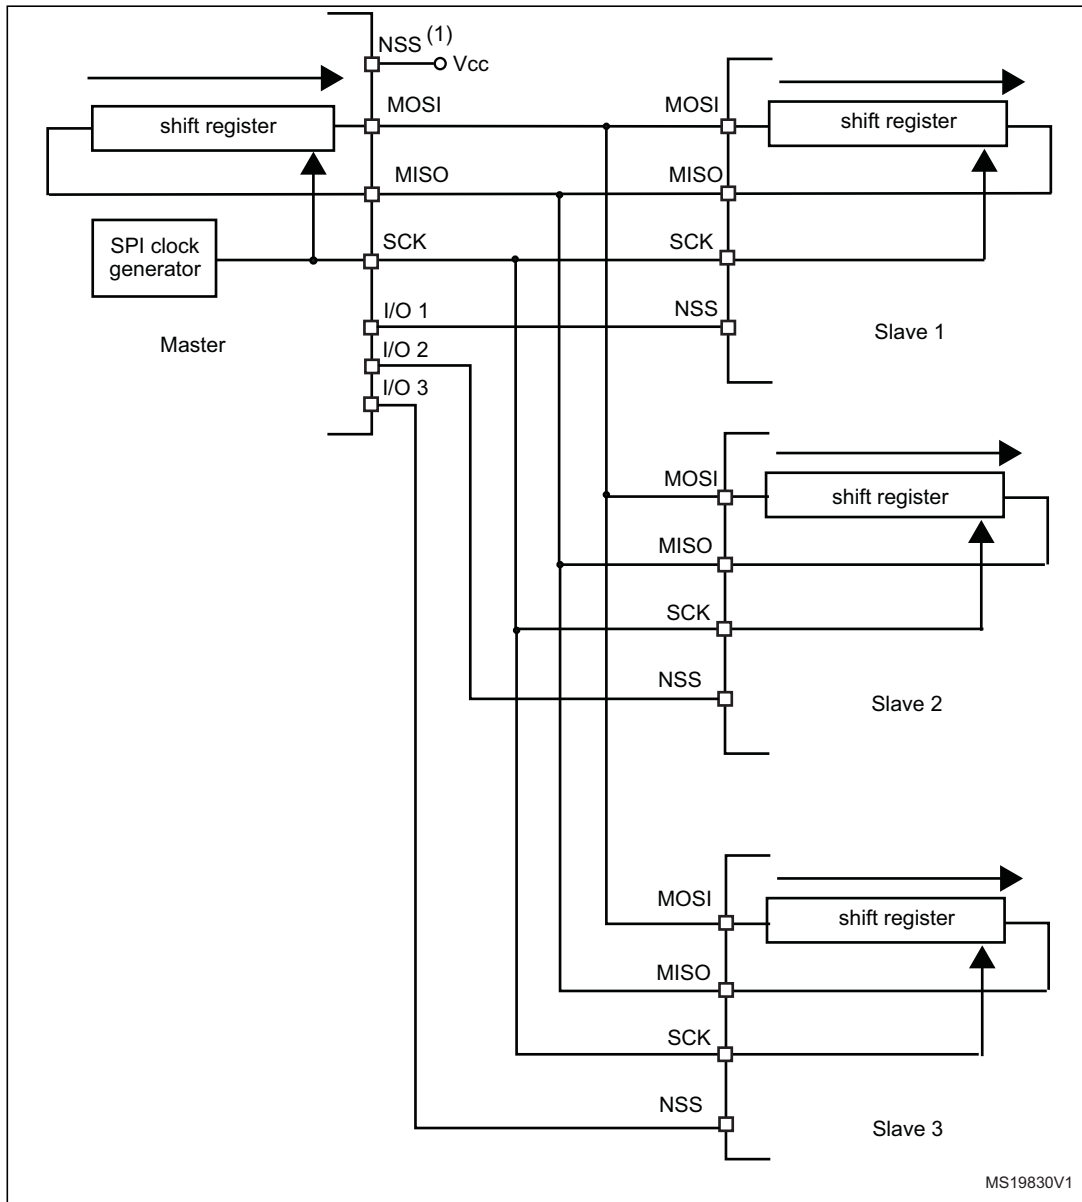 NSS (1)
Vcc
MOSI
shift register
MISO
SCK
SPI clock
generator
I/O 1
I/O 2
I/O 3
Master
MOSI
shift register
MISO
SCK
NSS
Slave 1
MOSI
shift register
MISO
SCK
NSS
Slave 2
MOSI
shift register
MISO
SCK
NSS
Slave 3
MS19830V1